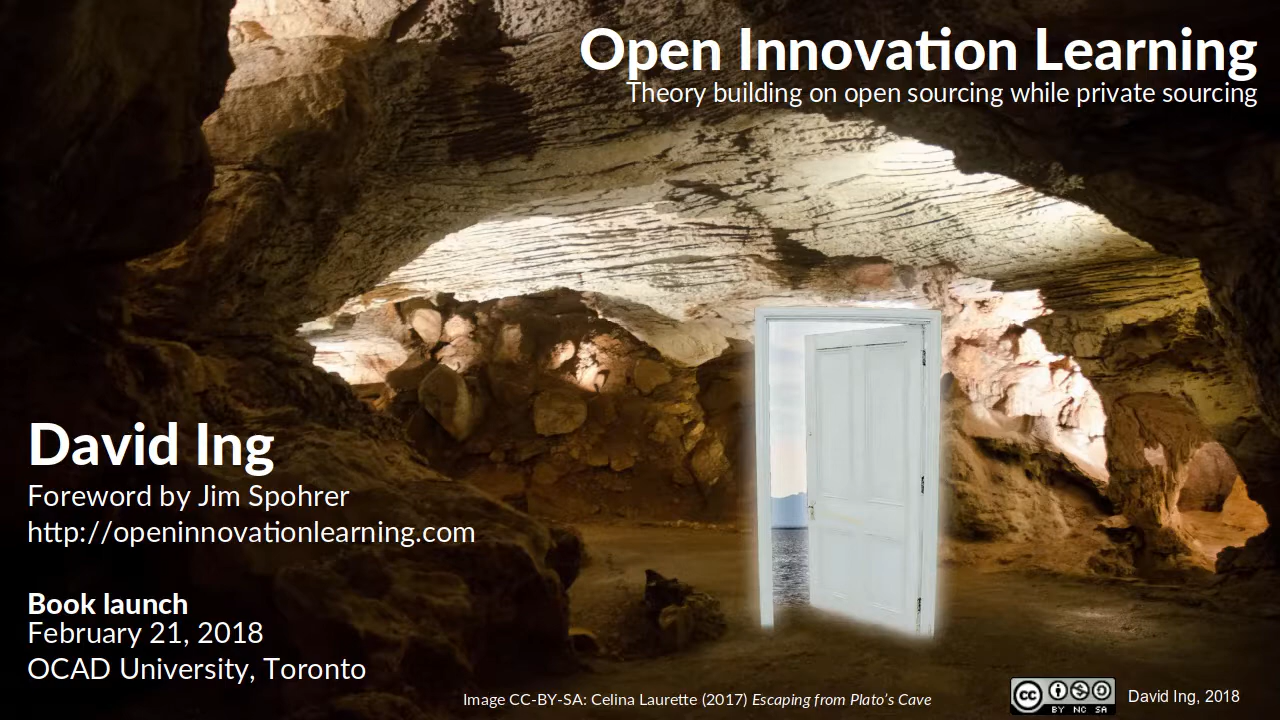 Open Innovation Learning
Theory building on open sourcing while private sourcing
David Ing
Foreword by Jim Spohrer
http://openinnovationlearning.com
Book launch
February 21, 2018
OCAD University, Toronto
Image CC-BY-SA: Celina Laurette (2017) Escaping from Plato's Cave
cc
BY NC SA
David Ing, 2018